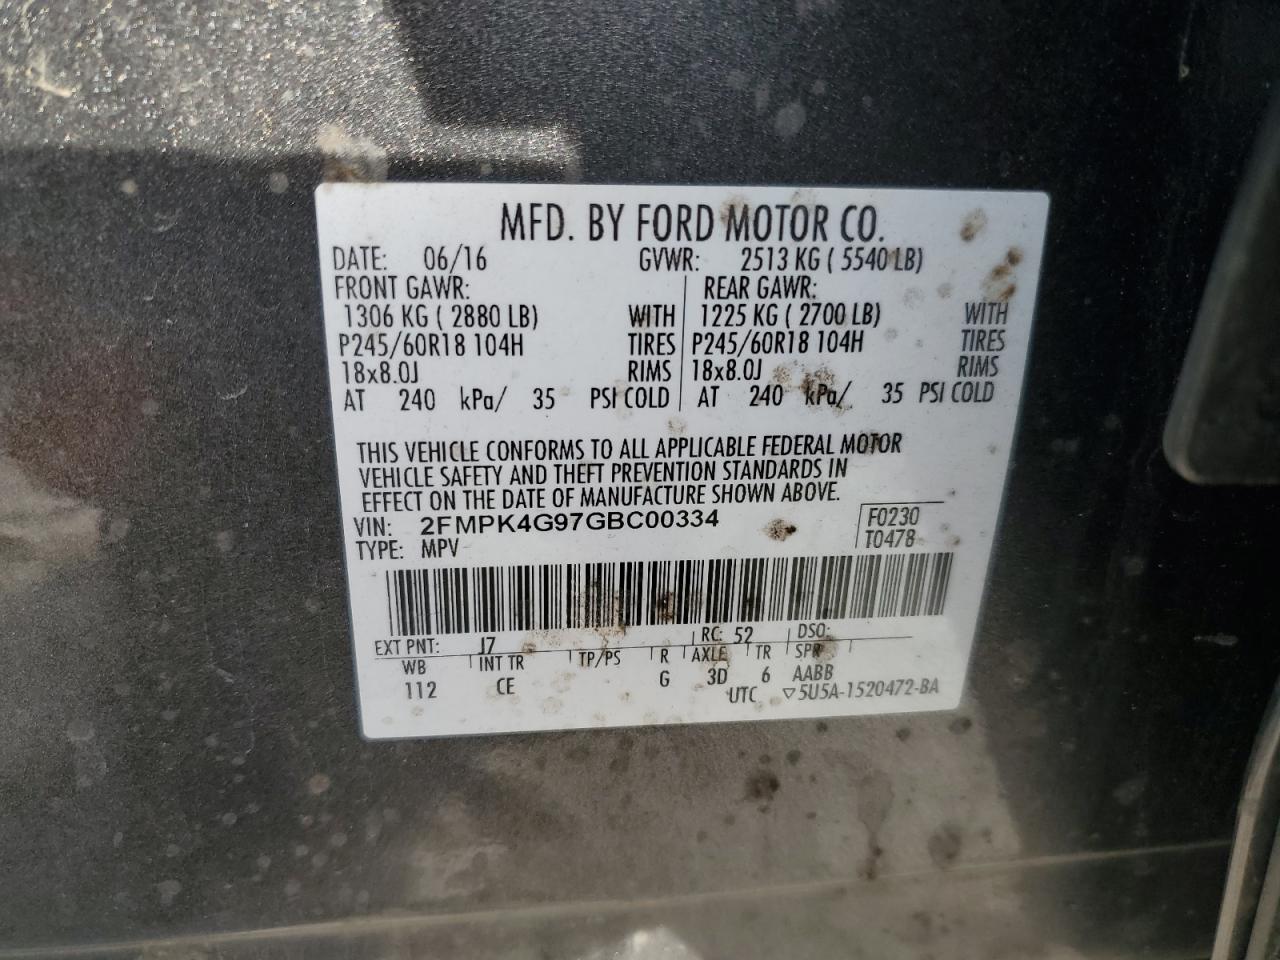 MFD. BY FORD MOTOR CO.
DATE: 06/16 GVWR: 2513 KG ( 5540 LB)
FRONT GAWR: REAR GAWR:
1306 KG ( 2880 LB) WITH 1225 KG ( 2700 LB) WITH
P245/60R18 104H TIRES P245/60R18 104H TIRES
18x8.0J RIMS 18x8.0J RIMS
AT 240 kPa/ 35 PSI COLD AT 240 kPa/ 35 PSI COLD
THIS VEHICLE CONFORMS TO ALL APPLICABLE FEDERAL MOTOR
VEHICLE SAFETY AND THEFT PREVENTION STANDARDS IN
EFFECT ON THE DATE OF MANUFACTURE SHOWN ABOVE.
VIN: 2FMPK4G97GBC00334 F0230
TYPE: MPV T0478
EXT PNT: J7 RC: 52 DSO:
WB INT TR TP/PS R AXLE TR SPR
112 CE G 3D 6 AABB
UTC ▽5U5A-1520472-BA